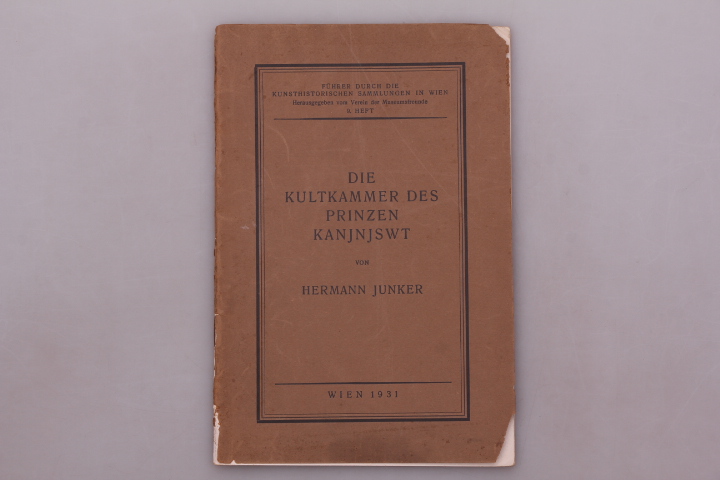 FÜHRER DURCH DIE
KUNSTHISTORISCHEN SAMMLUNGEN IN WIEN
Herausgegeben vom Verein der Museumsfreunde
6. HEFT
DIE
KULTKAMMER DES
PRINZEN
KANJNJSWT
VON
HERMANN JUNKER
WIEN 1931